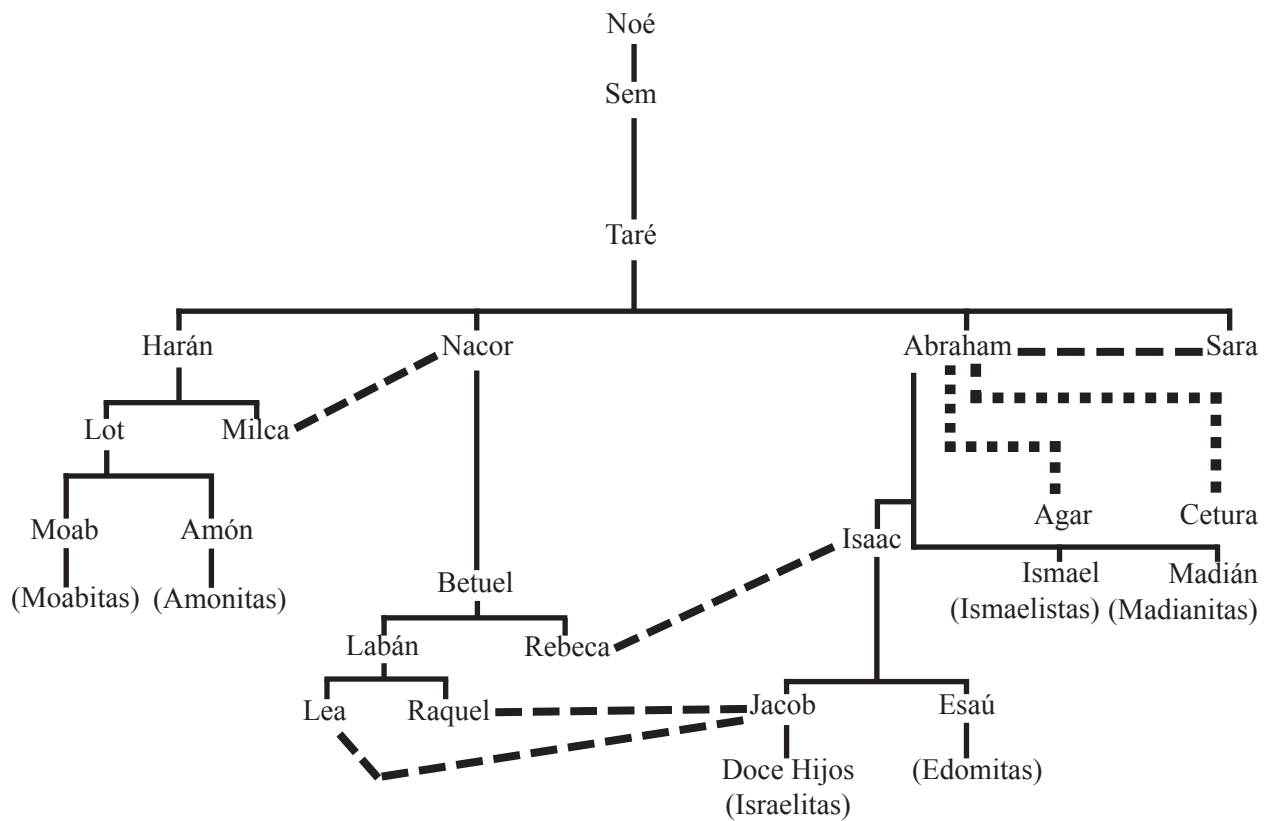 Noé
Sem
Taré
Harán
Nacor
Abraham
Sara
Lot
Milca
Moab
Amón
Agar
Cetura
Isaac
(Moabitas)
(Amonitas)
Betuel
Ismael
Madián
(Ismaelistas)
(Madianitas)
Labán
Rebeca
Lea
Raquel
Jacob
Esaú
Doce Hijos
(Edomitas)
(Israelitas)